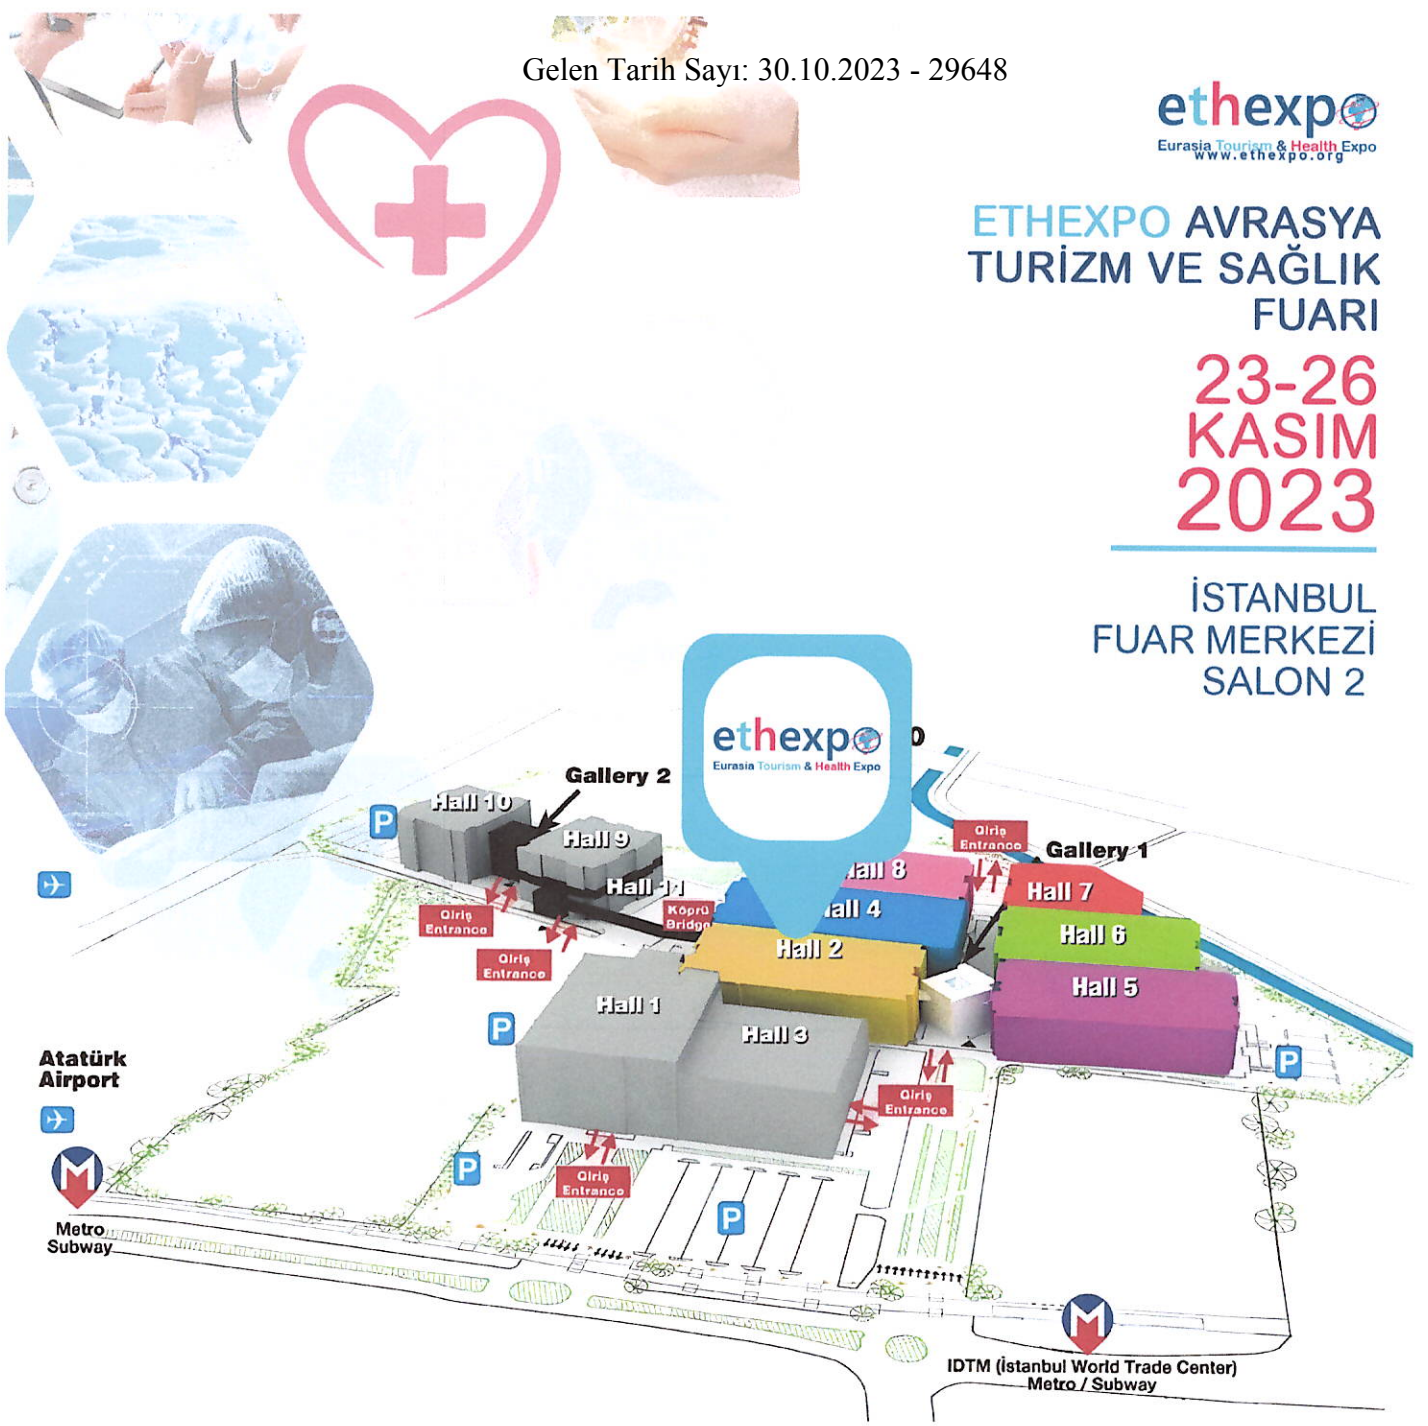 Gelen Tarih Sayı: 30.10.2023 - 29648
ethexpo
Eurasia Tourism & Health Expo
www.ethexpo.org
ETHEXPO AVRASYA
TURİZM VE SAĞLIK
FUARI
23-26
KASIM
2023
İSTANBUL
FUAR MERKEZİ
SALON 2
ethexpo
Eurasia Tourism & Health Expo
Gallery 2
Hall 10
Hall 9
Hall 11
Giriş
Entrance
Gallery 1
Hall 8
Hall 7
Hall 4
Köprü
Bridge
Giriş
Entrance
Hall 6
Hall 2
Giriş
Entrance
Hall 5
Hall 1
Hall 3
P
P
P
P
P
Atatürk
Airport
Giriş
Entrance
Giriş
Entrance
M
Metro
Subway
M
IDTM (İstanbul World Trade Center)
Metro / Subway